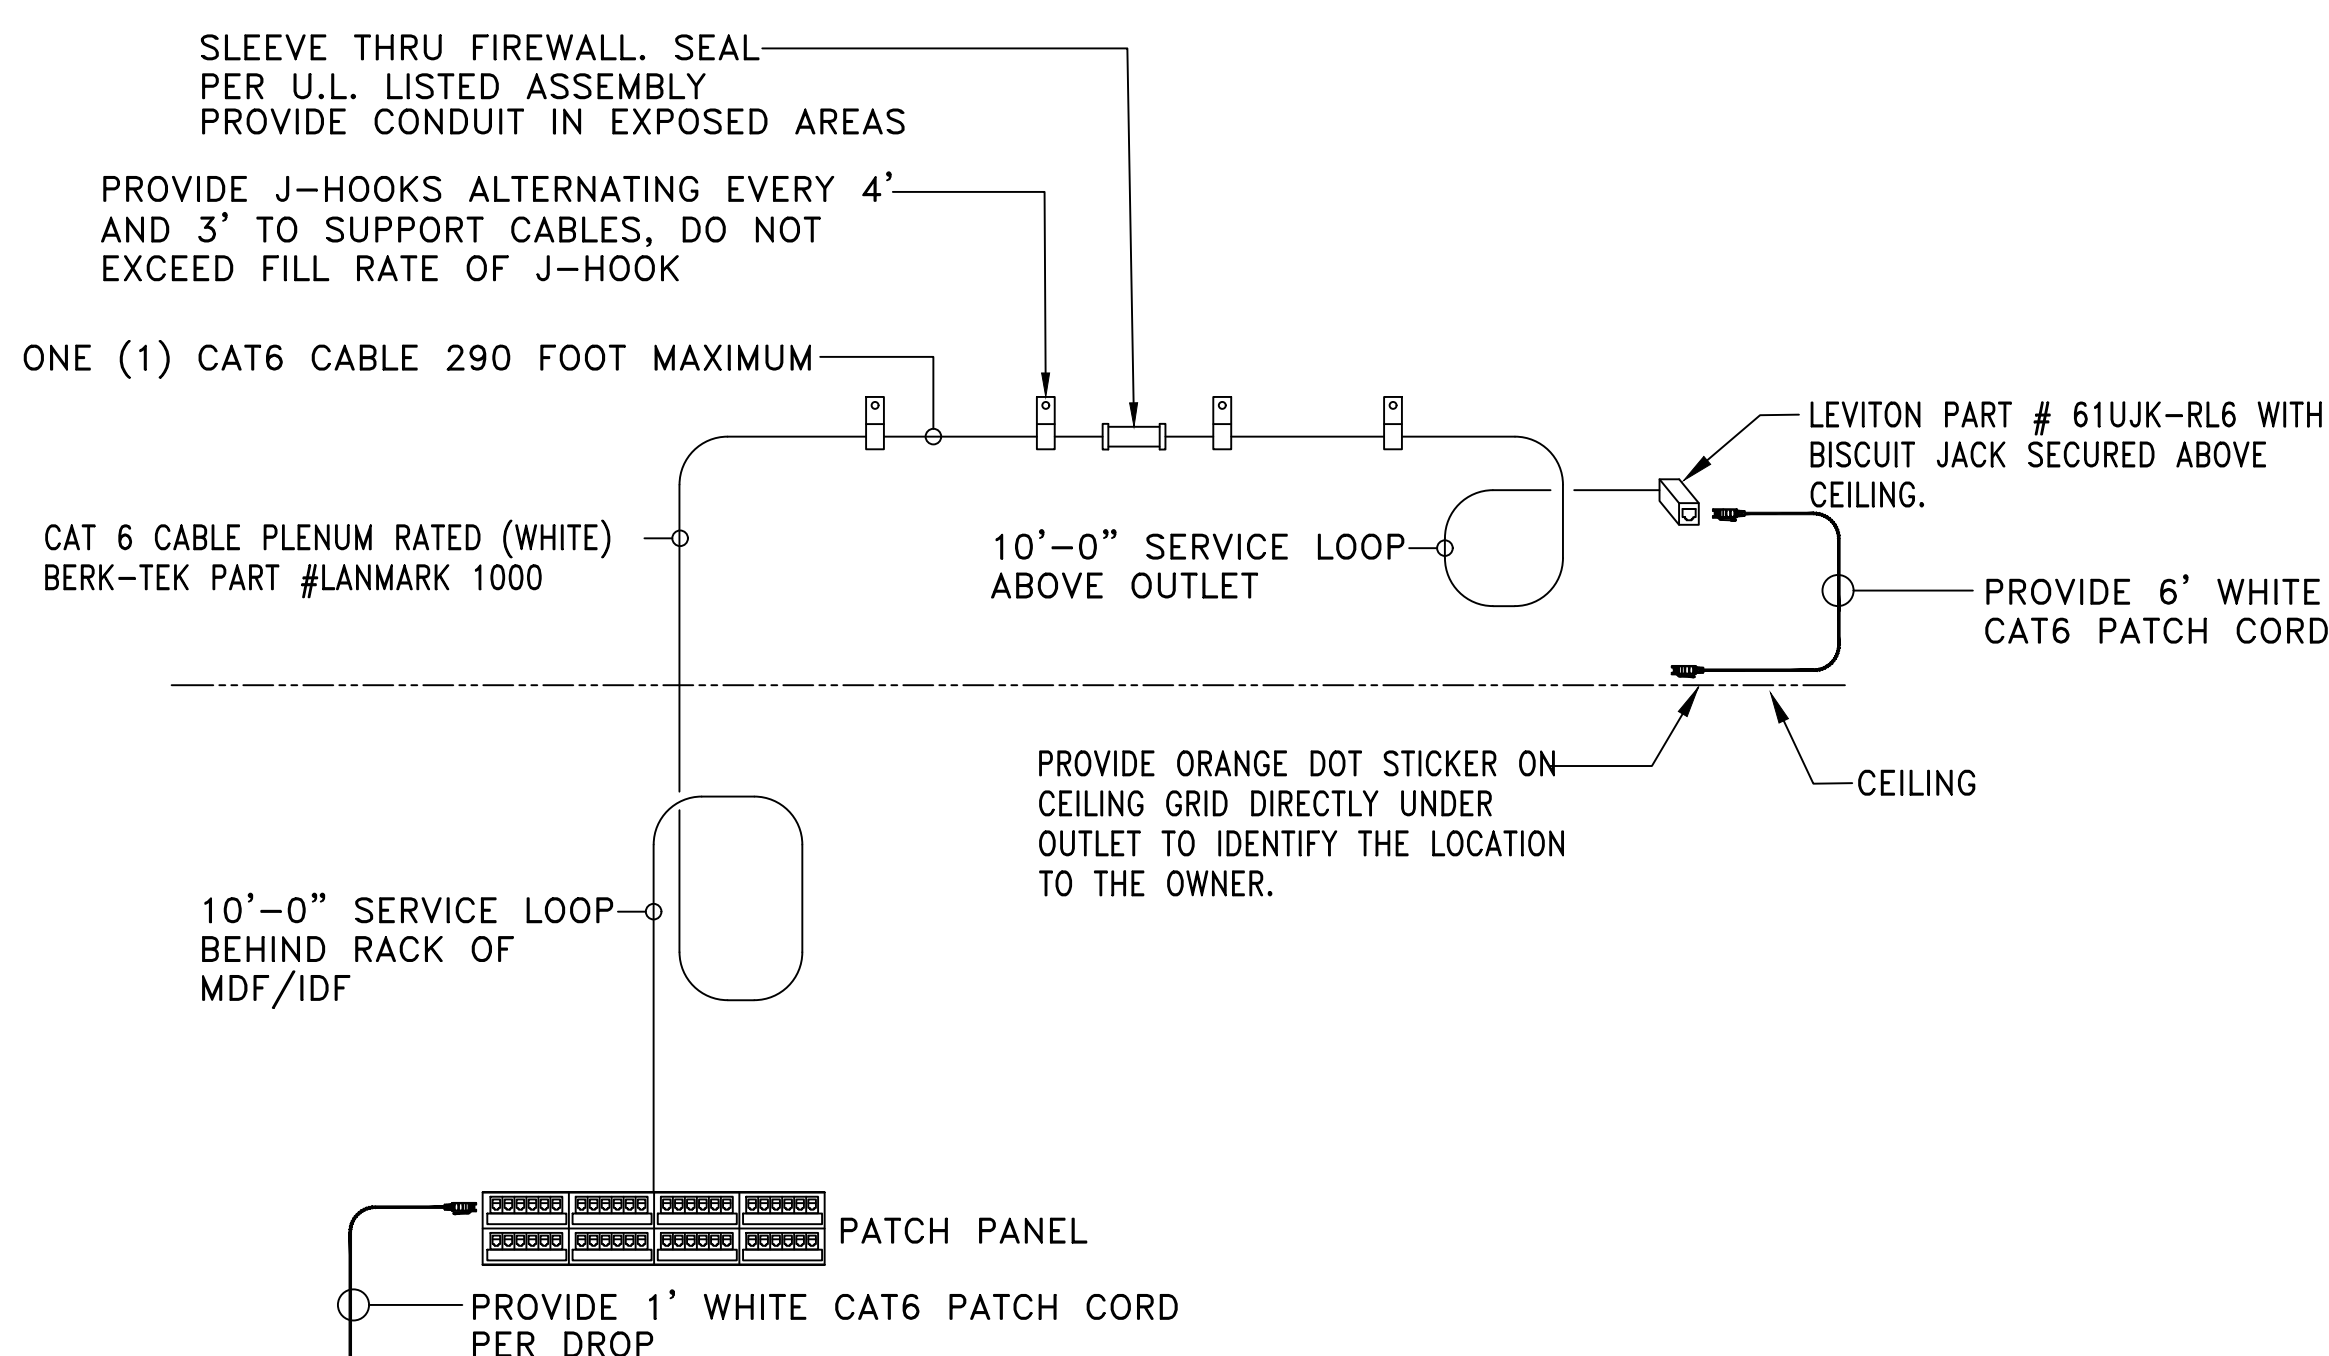 SLEEVE THRU FIREWALL. SEAL
PER U.L. LISTED ASSEMBLY
PROVIDE CONDUIT IN EXPOSED AREAS
PROVIDE J-HOOKS ALTERNATING EVERY 4'
AND 3' TO SUPPORT CABLES, DO NOT
EXCEED FILL RATE OF J-HOOK
ONE (1) CAT6 CABLE 290 FOOT MAXIMUM
LEVITON PART # 61UJK-RL6 WITH
BISCUIT JACK SECURED ABOVE
CEILING.
CAT 6 CABLE PLENUM RATED (WHITE)
BERK-TEK PART #LANMARK 1000
10'-0" SERVICE LOOP
ABOVE OUTLET
PROVIDE 6' WHITE
CAT6 PATCH CORD
PROVIDE ORANGE DOT STICKER ON
CEILING GRID DIRECTLY UNDER
OUTLET TO IDENTIFY THE LOCATION
TO THE OWNER.
CEILING
10'-0" SERVICE LOOP
BEHIND RACK OF
MDF/IDF
PATCH PANEL
PROVIDE 1' WHITE CAT6 PATCH CORD
PER DROP